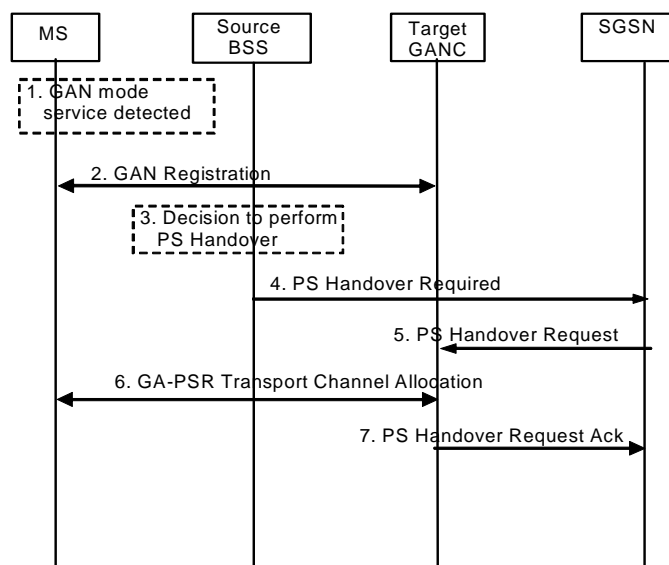 MS
Source
BSS
Target
GANC
SGSN
1. GAN mode
service detected
2. GAN Registration
3. Decision to perform
PS Handover
4. PS Handover Required
5. PS Handover Request
6. GA-PSR Transport Channel Allocation
7. PS Handover Request Ack